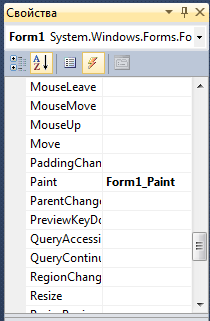 Свойства
Form1 System.Windows.Forms.Fo
MouseLeave
MouseMove
MouseUp
Move
PaddingChan
Paint Form1_Paint
ParentChange
PreviewKeyDo
QueryAccessi
QueryContinu
RegionChang
Resize